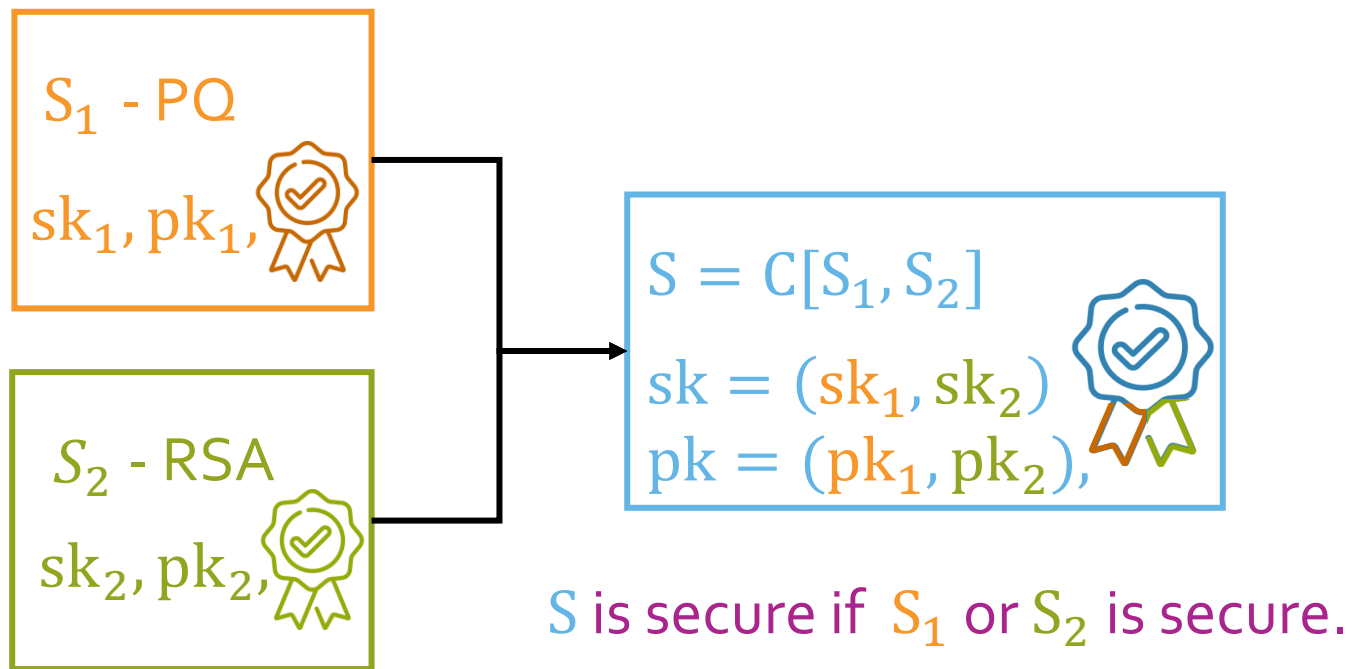 S₁ - PQ
sk₁, pk₁,
S₂ - RSA
sk₂, pk₂,
S = C[S₁, S₂]
sk = (sk₁, sk₂)
pk = (pk₁, pk₂),
S is secure if S₁ or S₂ is secure.